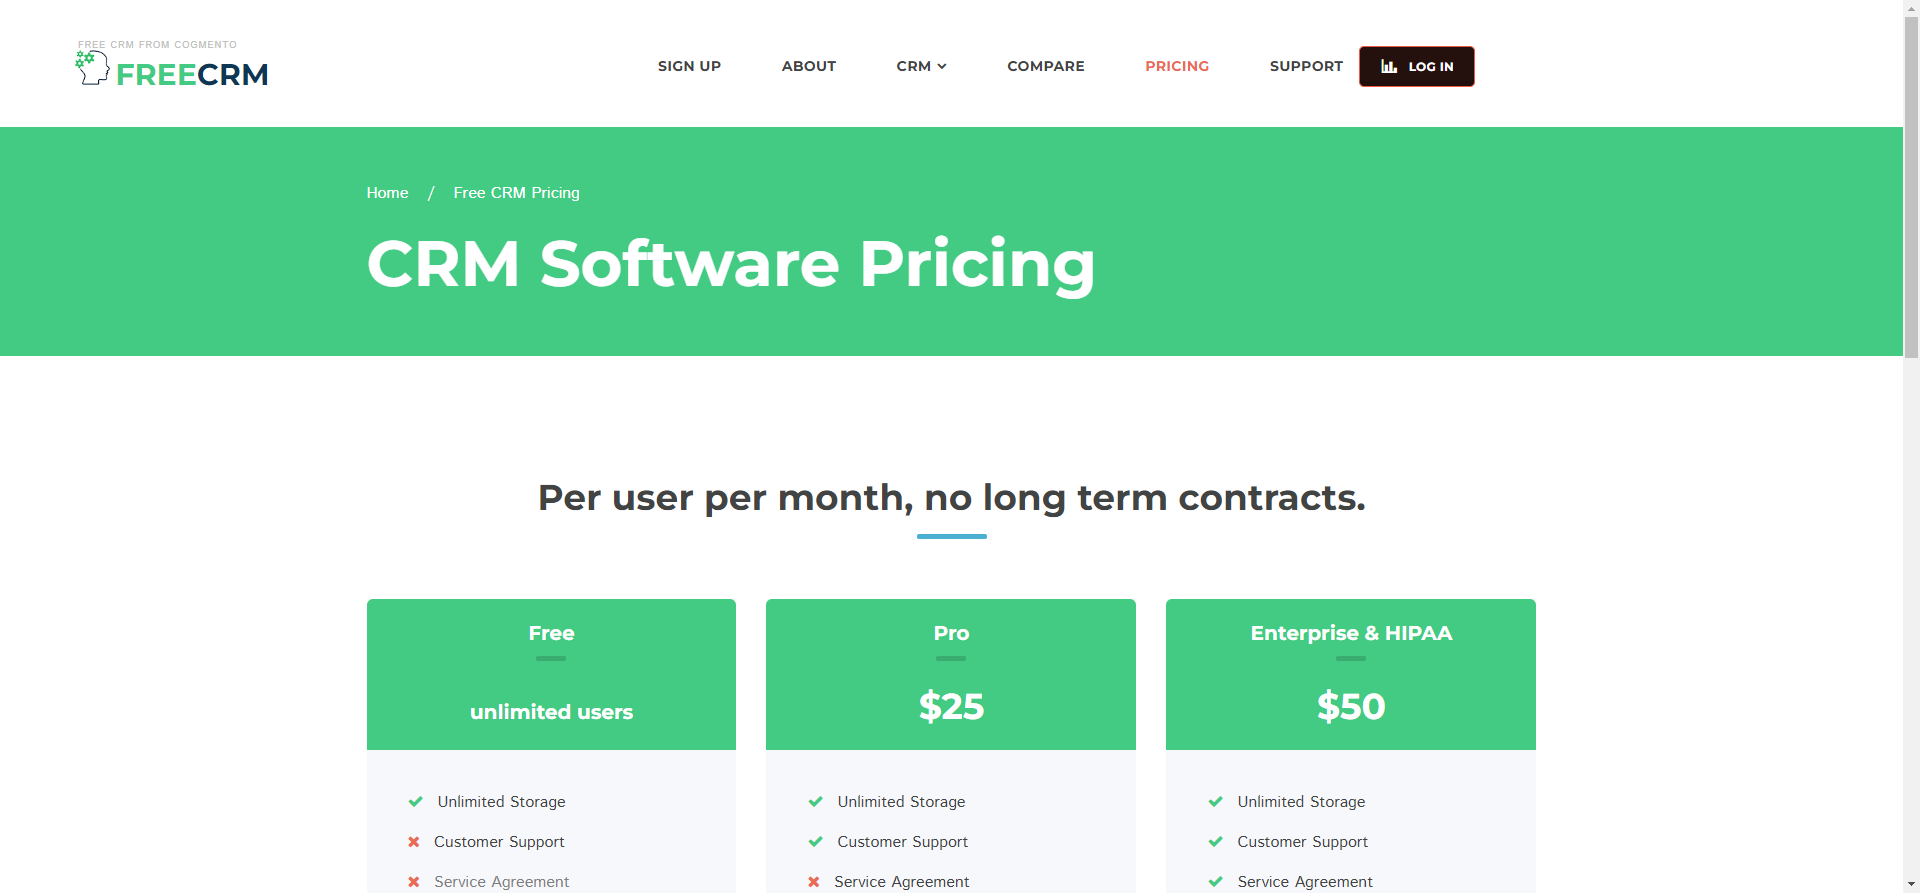 FREE CRM FROM COGMENTO
FREECRM
SIGN UP
ABOUT
CRM
COMPARE
PRICING
SUPPORT
LOG IN
Home / Free CRM Pricing
CRM Software Pricing
Per user per month, no long term contracts.
Free
unlimited users
Unlimited Storage
Customer Support
Service Agreement
Pro
$25
Unlimited Storage
Customer Support
Service Agreement
Enterprise & HIPAA
$50
Unlimited Storage
Customer Support
Service Agreement